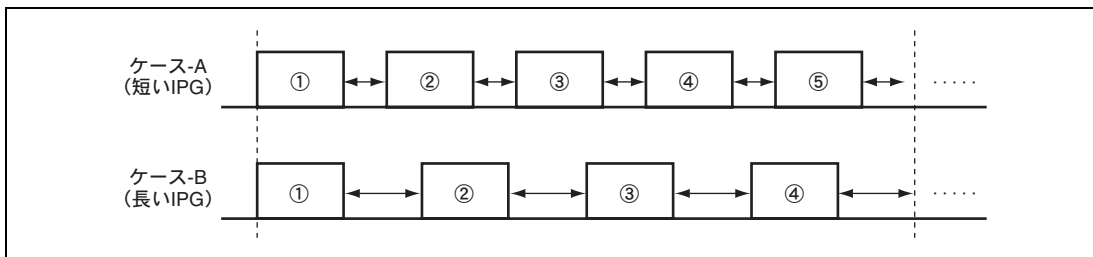 ケース-A
（短いIPG）
① ② ③ ④ ⑤ ·····
ケース-B
（長いIPG）
① ② ③ ④ ·····